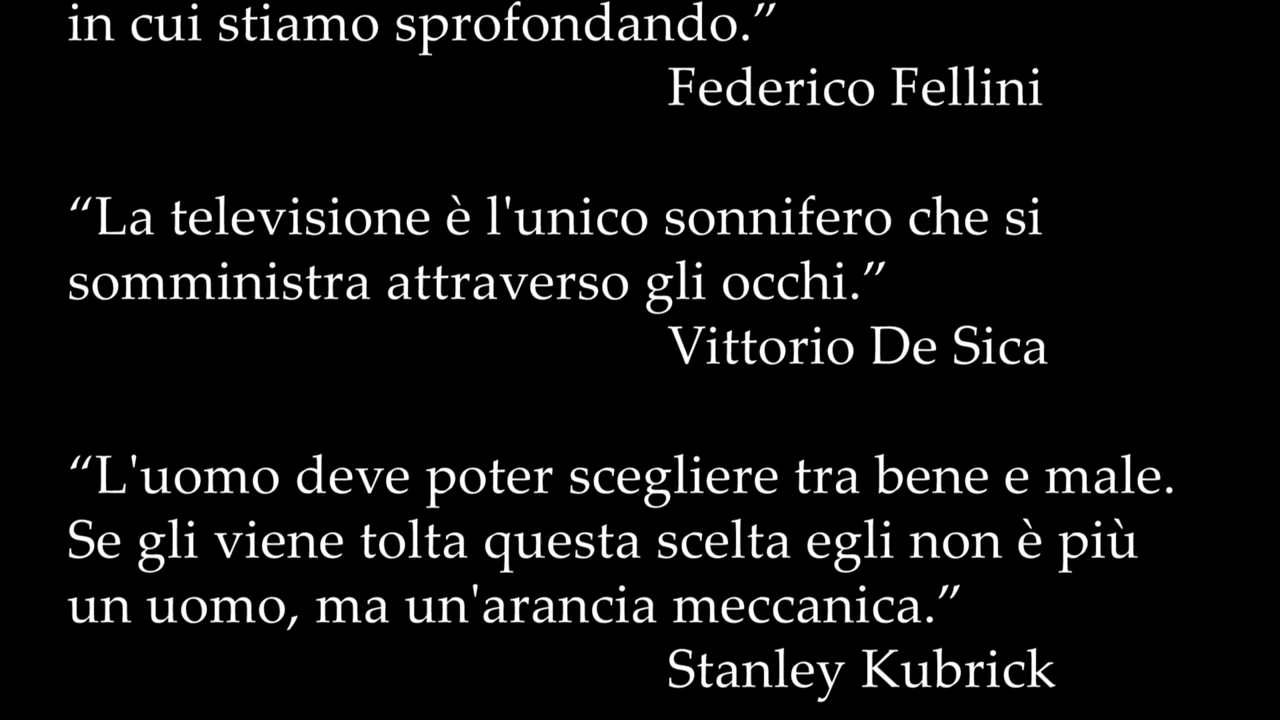 in cui stiamo sprofondando.”
Federico Fellini
“La televisione è l'unico sonnifero che si
somministra attraverso gli occhi.”
Vittorio De Sica
“L'uomo deve poter scegliere tra bene e male.
Se gli viene tolta questa scelta egli non è più
un uomo, ma un'arancia meccanica.”
Stanley Kubrick